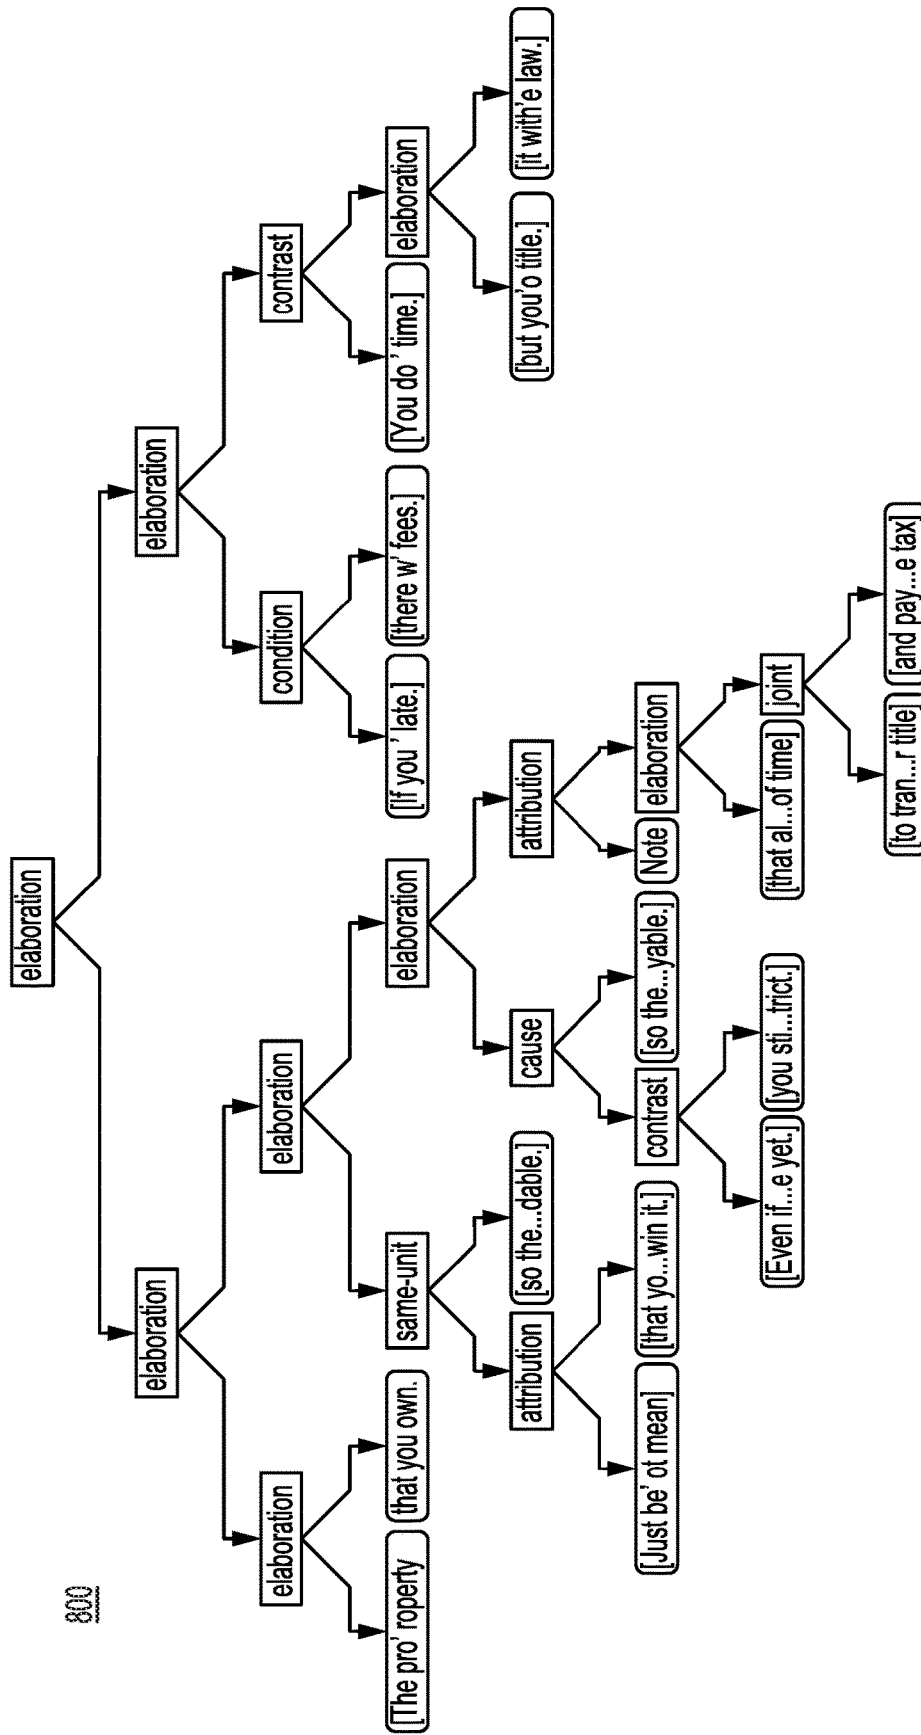 800
elaboration
elaboration
elaboration
elaboration
elaboration
condition
contrast
[The pro' roperty
that you own.
same-unit
elaboration
[If you ' late.]
[there w' fees.]
[You do ' time.]
elaboration
attribution
[so the...dable.]
cause
attribution
[but you'o title.]
[it with'e law.]
[Just be' ot mean]
[that yo...win it.]
contrast
[so the...yable.]
Note
elaboration
[Even if...e yet.]
[you sti...trict.]
[that al...of time]
joint
[to tran...r title]
[and pay...e tax]